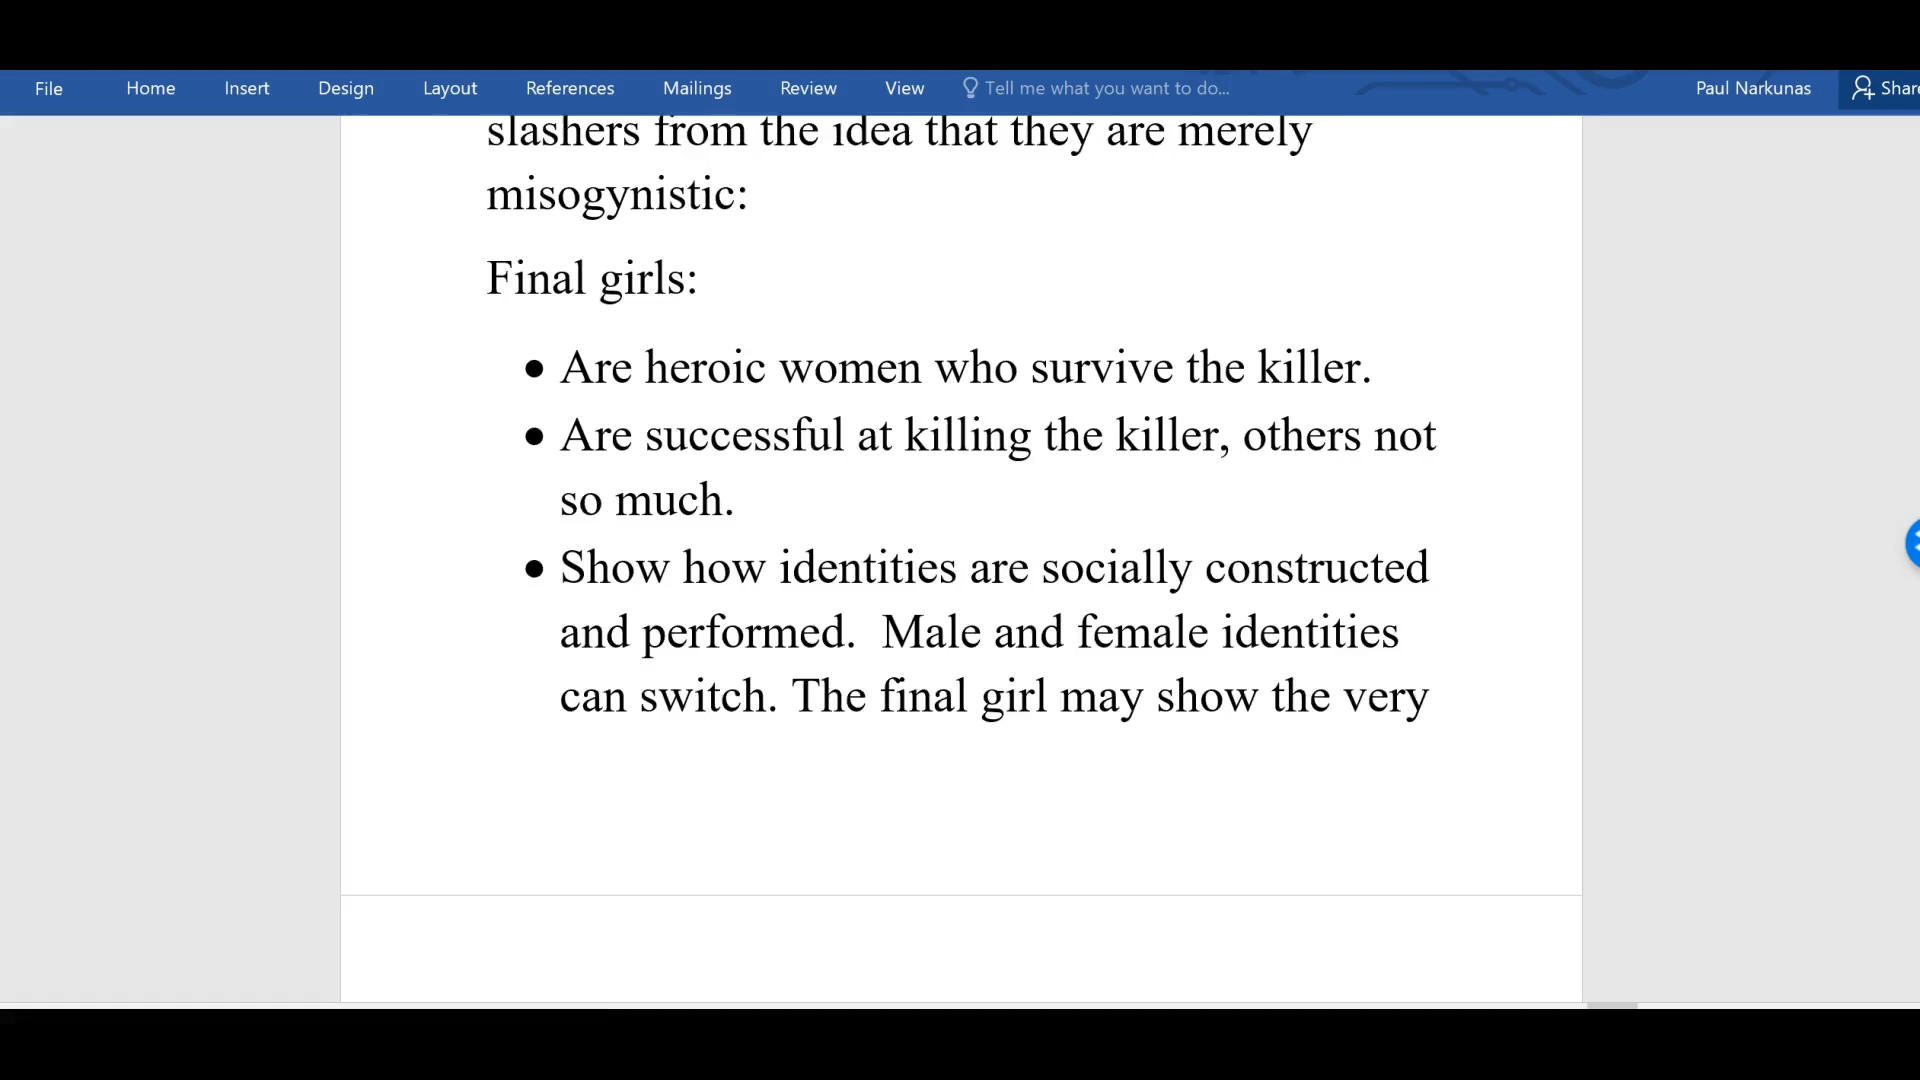 File Home Insert Design Layout References Mailings Review View Tell me what you want to do... Paul Narkunas Share
slashers from the idea that they are merely
misogynistic:
Final girls:
• Are heroic women who survive the killer.
• Are successful at killing the killer, others not
so much.
• Show how identities are socially constructed
and performed.  Male and female identities
can switch. The final girl may show the very